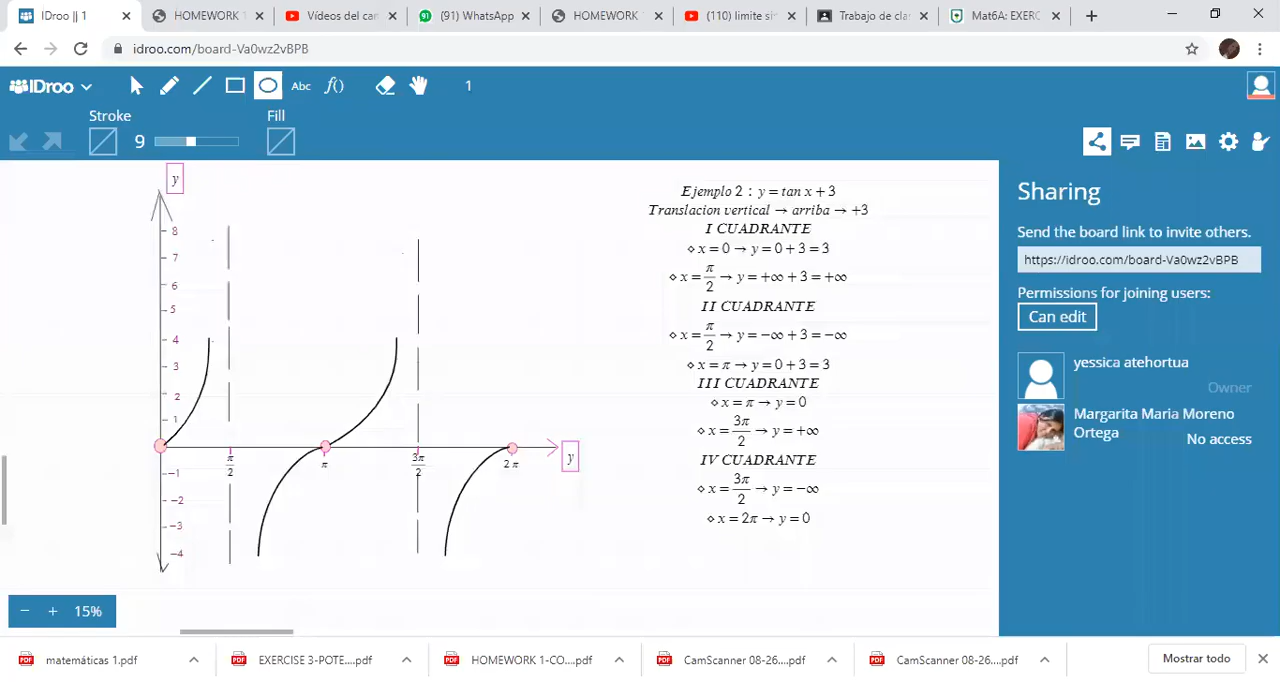 IDroo || 1
HOMEWORK 1
Vídeos del can
(91) WhatsApp
HOMEWORK
(110) limite sin
Trabajo de cla
Mat6A: EXERC
idroo.com/board-Va0wz2vBPB
IDroo
Abc
f()
1
Stroke
9
Fill
y
8
7
6
5
4
3
2
1
−1
−2
−3
−4
π/2
π
3π/2
2 π
y
Ejemplo 2 : y = tan x + 3
Translacion vertical → arriba → +3
I CUADRANTE
⋄ x = 0 → y = 0 + 3 = 3
⋄ x = π/2 → y = +∞ + 3 = +∞
II CUADRANTE
⋄ x = π/2 → y = −∞ + 3 = −∞
⋄ x = π → y = 0 + 3 = 3
III CUADRANTE
⋄ x = π → y = 0
⋄ x = 3π/2 → y = +∞
IV CUADRANTE
⋄ x = 3π/2 → y = −∞
⋄ x = 2π → y = 0
Sharing
Send the board link to invite others.
https://idroo.com/board-Va0wz2vBPB
Permissions for joining users:
Can edit
yessica atehortua
Owner
Margarita Maria Moreno
Ortega
No access
− + 15%
matemáticas 1.pdf
EXERCISE 3-POTE....pdf
HOMEWORK 1-CO....pdf
CamScanner 08-26....pdf
CamScanner 08-26....pdf
Mostrar todo